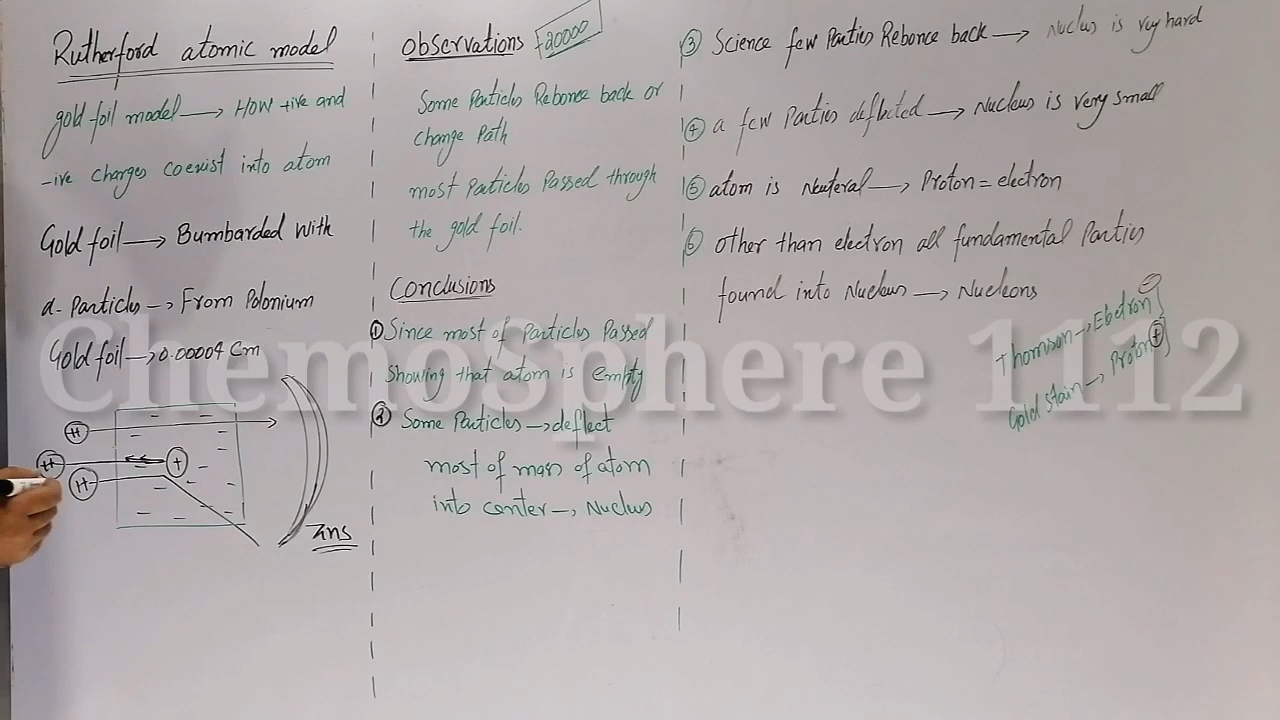 Rutherford atomic model
gold foil model → How +ive and
-ive charges coexist into atom
Gold foil → Bumbarded with
α- Particles → From Polonium
Gold foil → 0.00004 Cm
H
H
+
H
Zns
Observations
20000
Some Particles Rebonce back or
change Path
most Particles Passed through
the gold foil.
Conclusions
① Since most of Particles Passed
Showing that atom is empty
② Some Particles → deflect
most of mass of atom
into center → Nucleus
③ Science few Parties Rebonce back → Nucleus is very hard
④ a few Parties deflected → Nucleus is very small
⑤ atom is Neuteral → Proton = electron
⑥ other than electron all fundamental Parties
found into Nucleus → Nucleons
Thomson → Electron
Gold stain → Proton +
ChemoSphere 1112